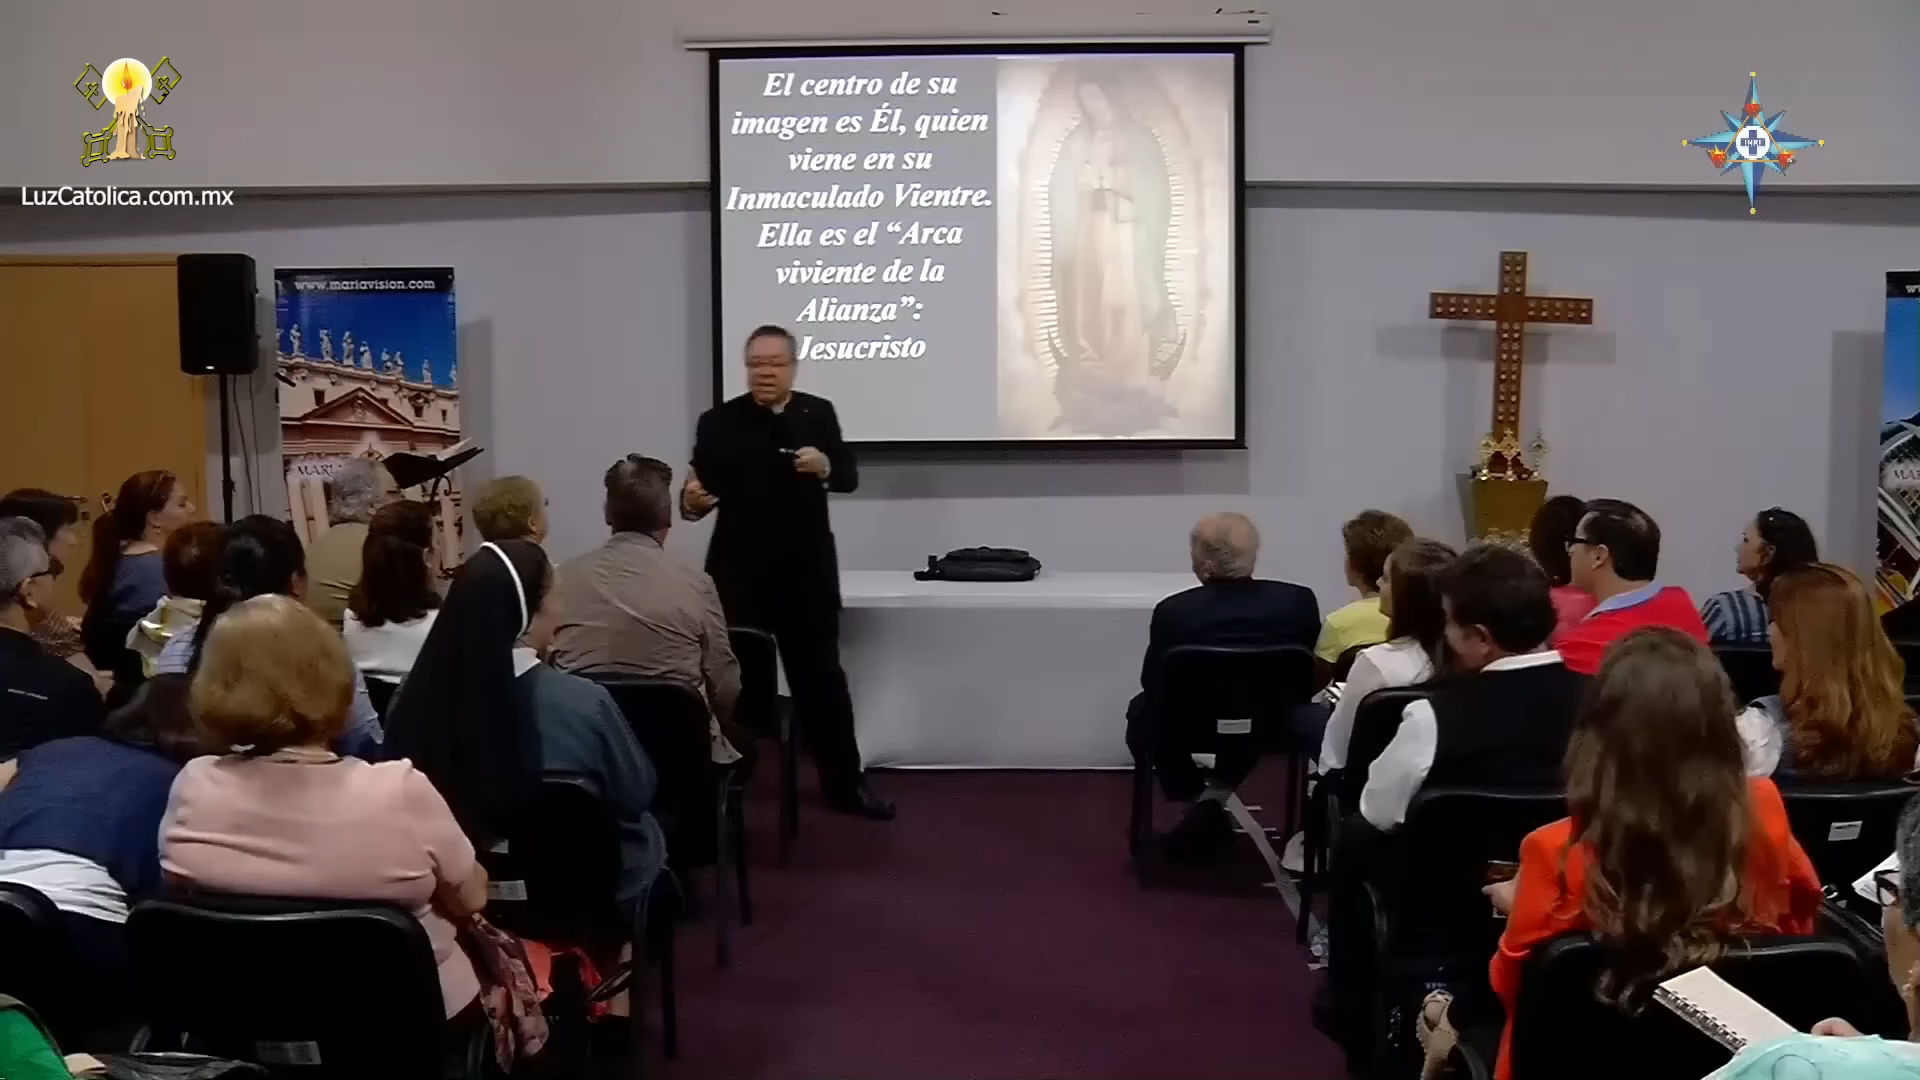 LuzCatolica.com.mx
www.mariavision.com
El centro de su
imagen es Él, quien
viene en su
Inmaculado Vientre.
Ella es el “Arca
viviente de la
Alianza”:
Jesucristo